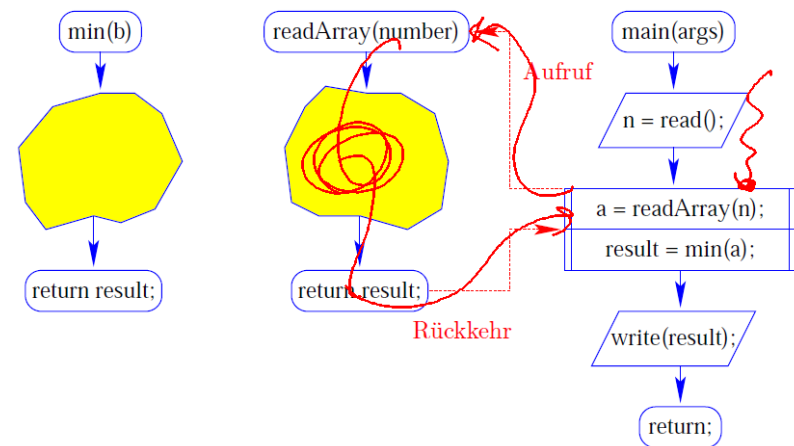 min(b)
readArray(number)
main(args)
Aufruf
n = read();
a = readArray(n);
result = min(a);
return result;
return result;
Rückkehr
write(result);
return;